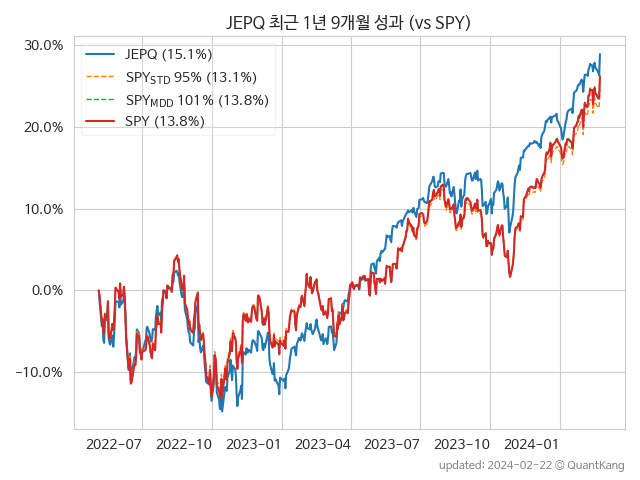 JEPQ 최근 1년 9개월 성과 (vs SPY)
30.0%
20.0%
10.0%
0.0%
−10.0%
JEPQ (15.1%)
SPY_STD 95% (13.1%)
SPY_MDD 101% (13.8%)
SPY (13.8%)
2022−07
2022−10
2023−01
2023−04
2023−07
2023−10
2024−01
updated: 2024-02-22 © QuantKang